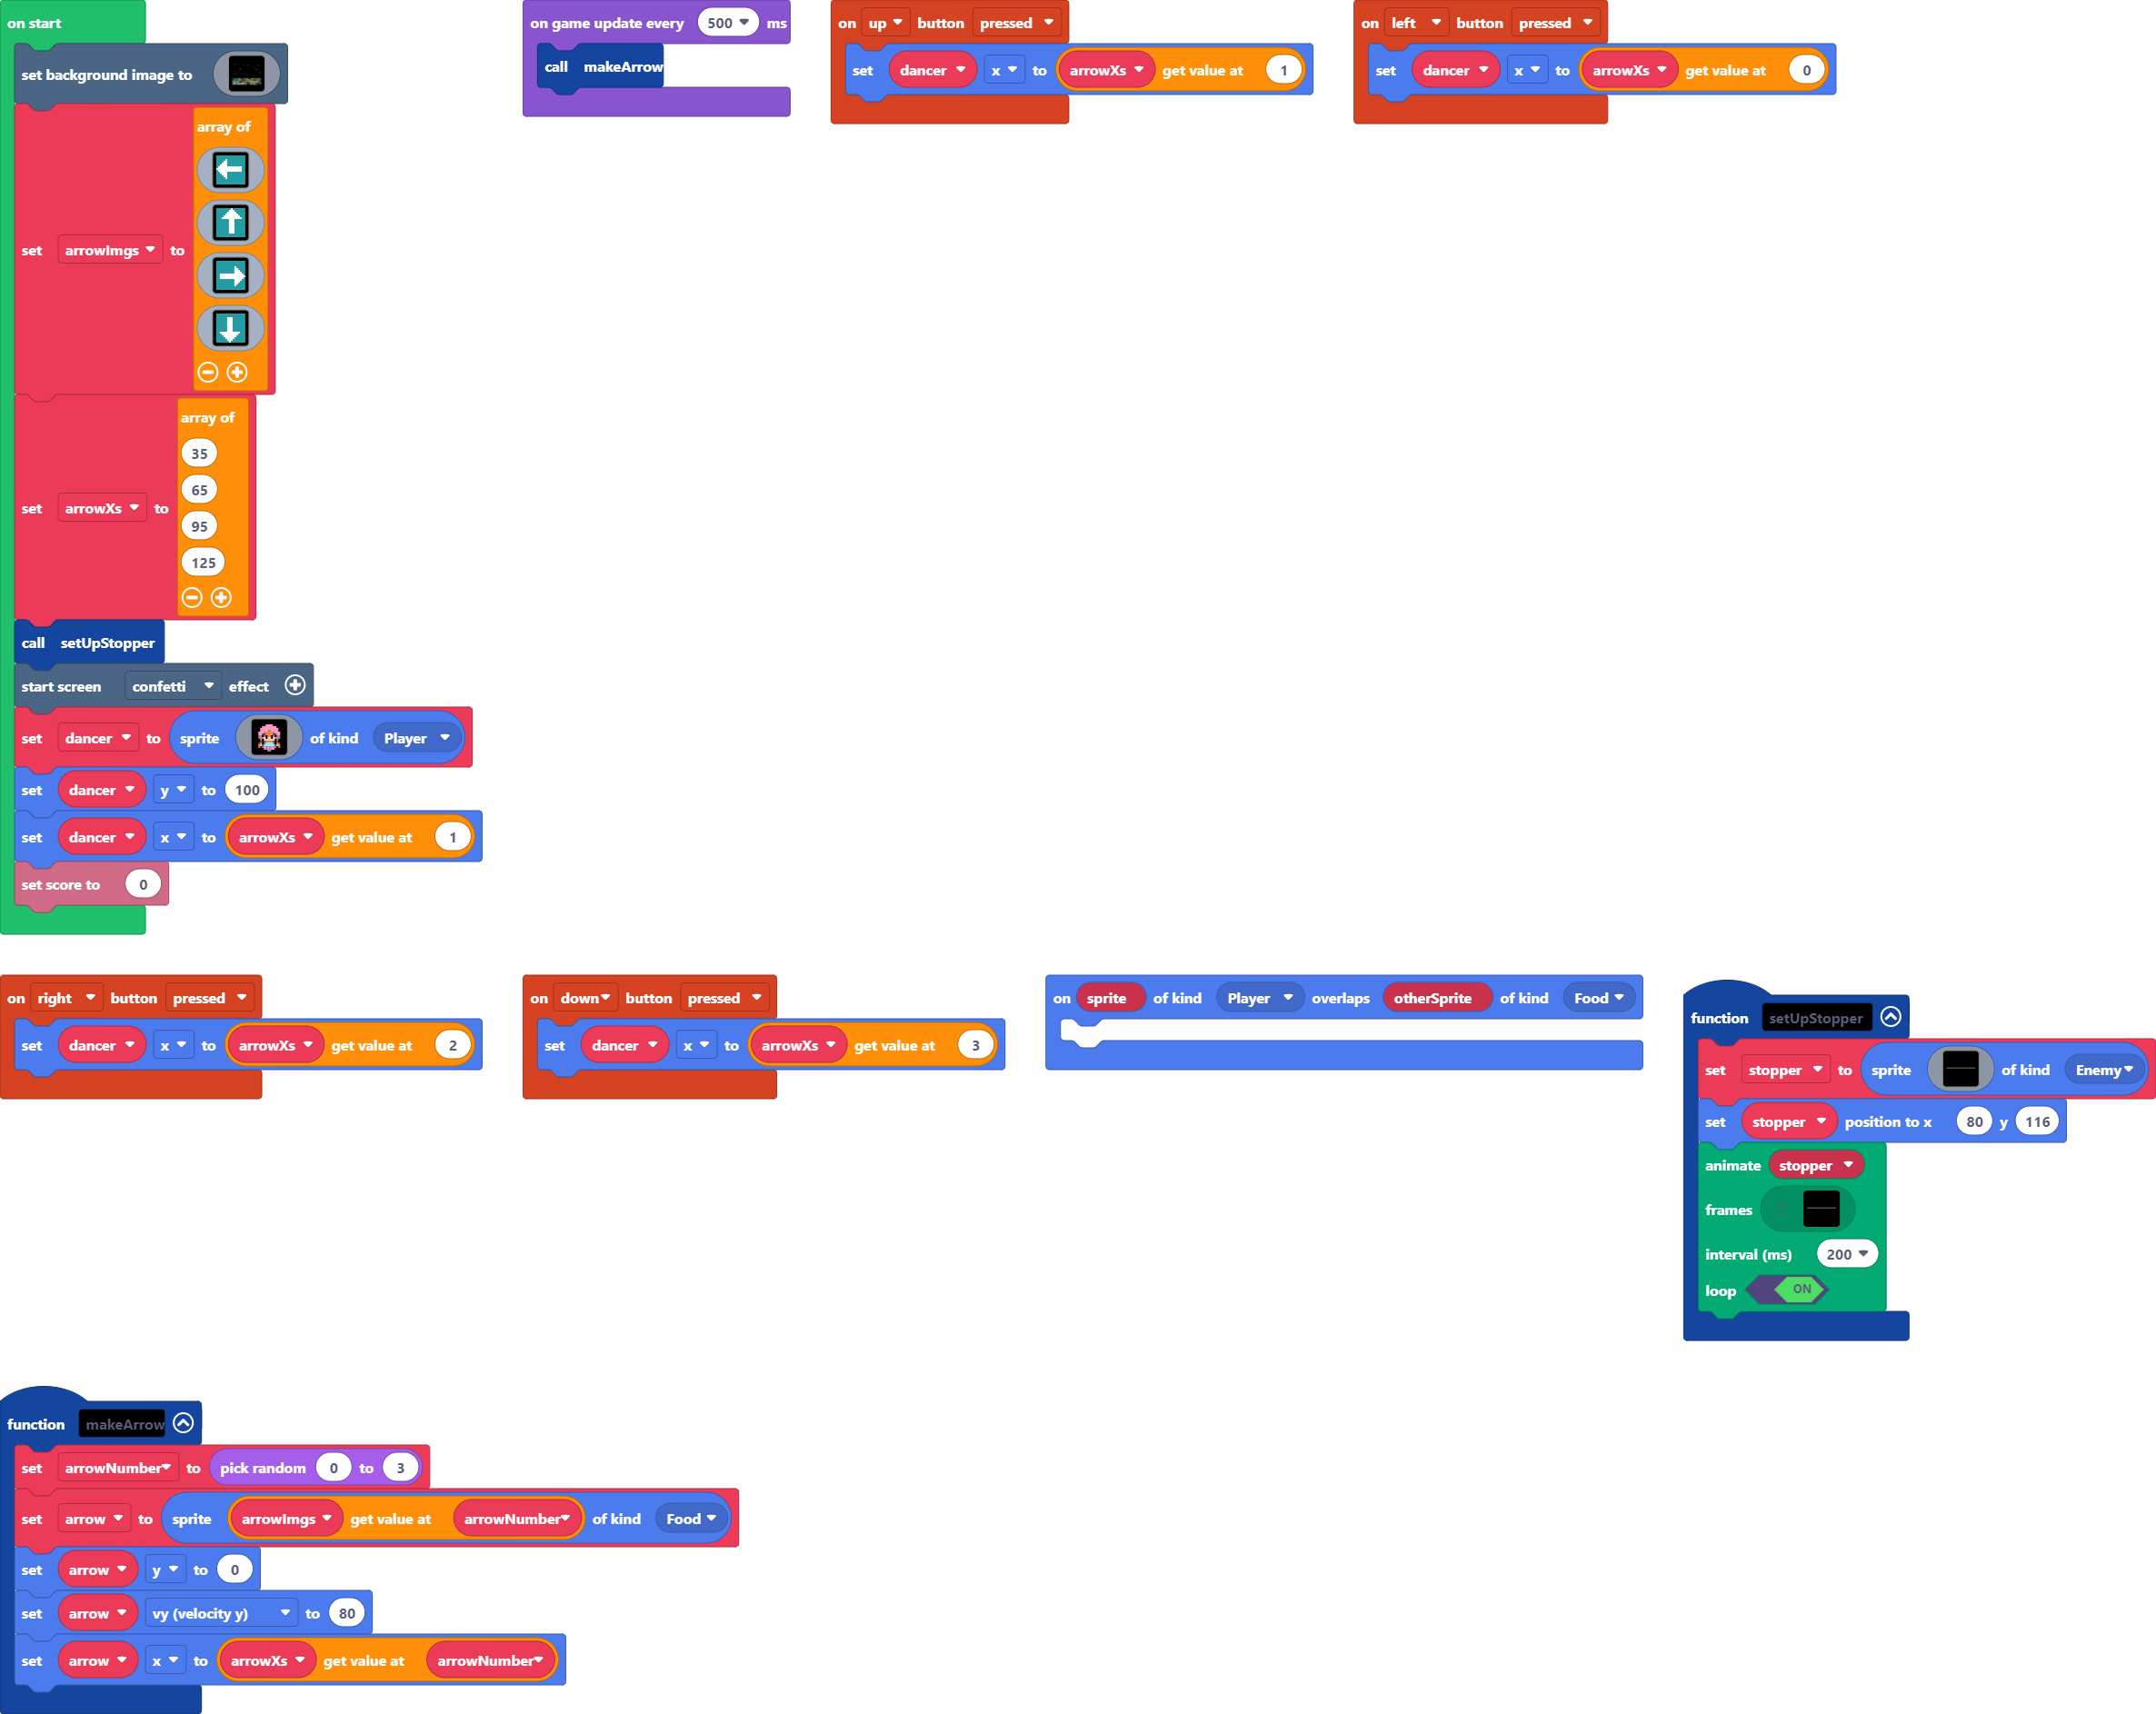 on start
set background image to
set arrowImgs to array of
set arrowXs to array of
35
65
95
125
call setUpStopper
start screen confetti effect
set dancer to sprite of kind Player
set dancer y to 100
set dancer x to arrowXs get value at 1
set score to 0
on game update every 500 ms
call makeArrow
on up button pressed
set dancer x to arrowXs get value at 1
on left button pressed
set dancer x to arrowXs get value at 0
on right button pressed
set dancer x to arrowXs get value at 2
on down button pressed
set dancer x to arrowXs get value at 3
on sprite of kind Player overlaps otherSprite of kind Food
function setUpStopper
set stopper to sprite of kind Enemy
set stopper position to x 80 y 116
animate stopper
frames
interval (ms) 200
loop ON
function makeArrow
set arrowNumber to pick random 0 to 3
set arrow to sprite arrowImgs get value at arrowNumber of kind Food
set arrow y to 0
set arrow vy (velocity y) to 80
set arrow x to arrowXs get value at arrowNumber